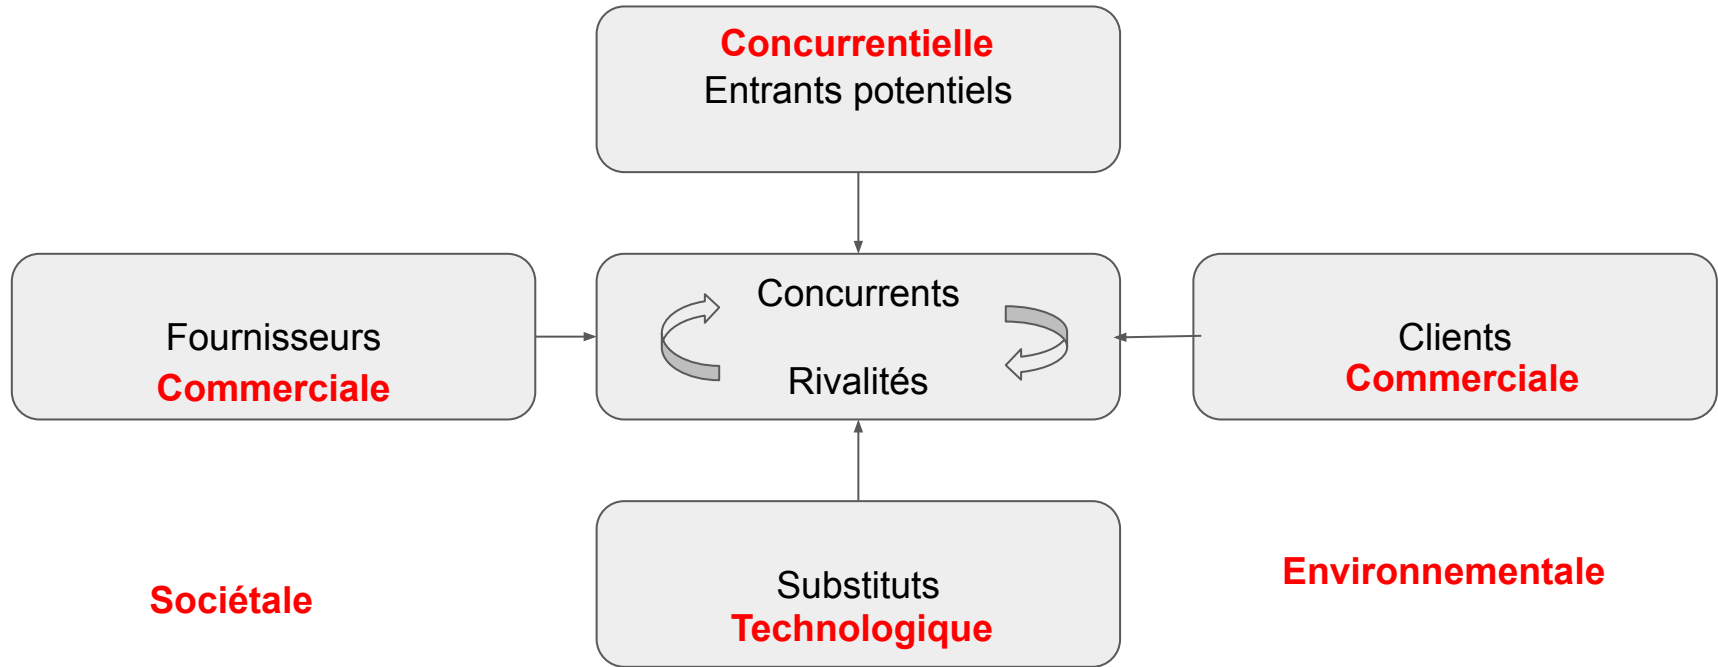 Concurrentielle
Entrants potentiels
Fournisseurs
Commerciale
Concurrents
Rivalités
Clients
Commerciale
Sociétale
Substituts
Technologique
Environnementale